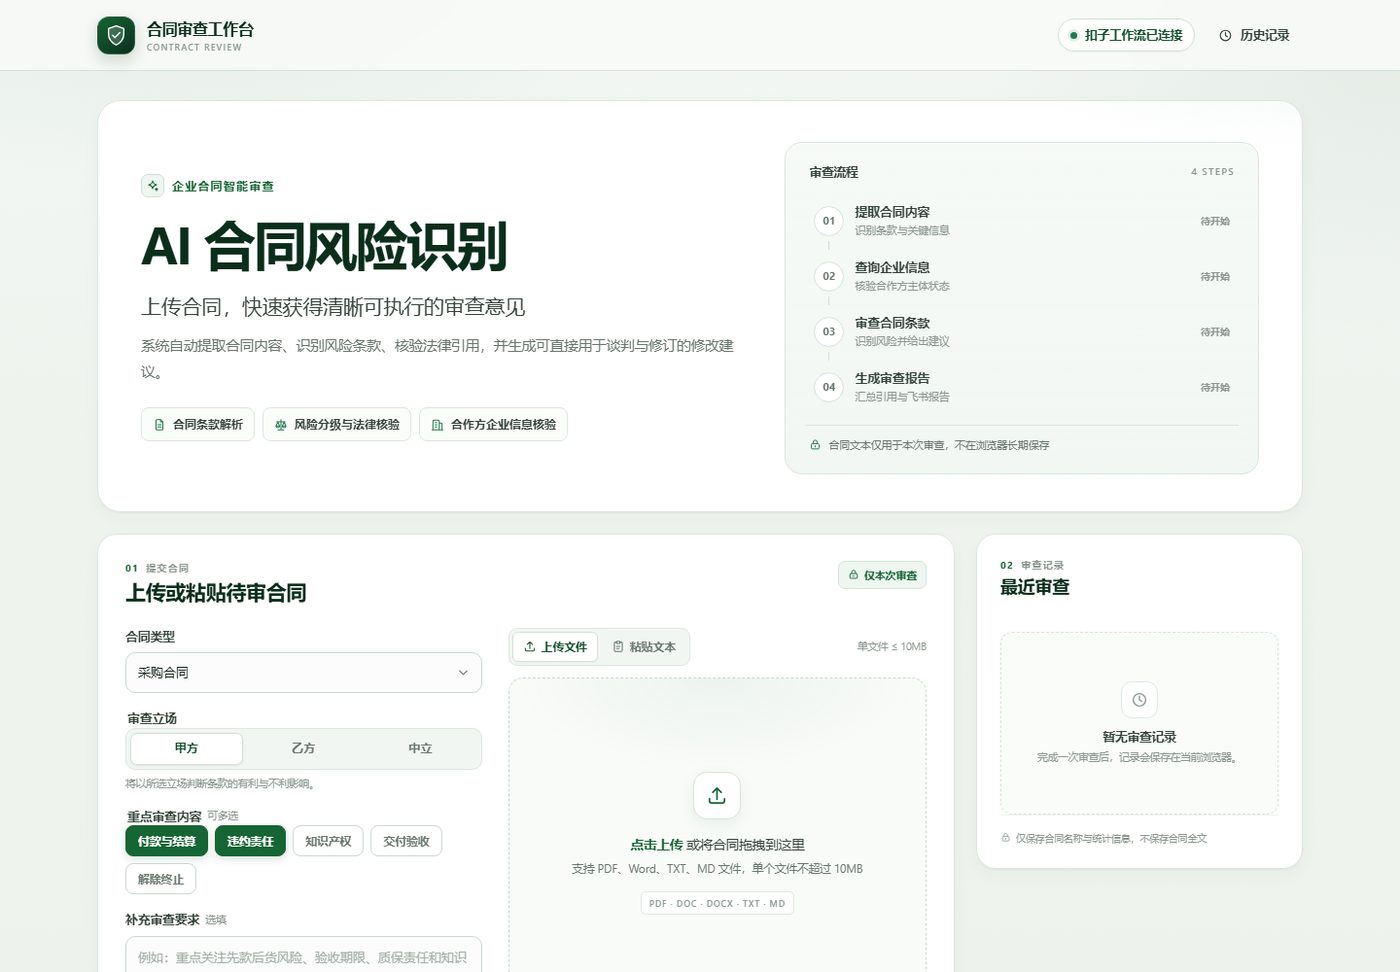 合同审查工作台
CONTRACT REVIEW
扣子工作流已连接
历史记录
企业合同智能审查
AI 合同风险识别
上传合同，快速获得清晰可执行的审查意见
系统自动提取合同内容、识别风险条款、核验法律引用，并生成可直接用于谈判与修订的修改建
议。
合同条款解析
风险分级与法律核验
合作方企业信息核验
审查流程
4 STEPS
01
提取合同内容
识别条款与关键信息
待开始
02
查询企业信息
核验合作方主体状态
待开始
03
审查合同条款
识别风险并给出建议
待开始
04
生成审查报告
汇总引用与飞书报告
待开始
合同文本仅用于本次审查，不在浏览器长期保存
01 提交合同
上传或粘贴待审合同
仅本次审查
合同类型
采购合同
审查立场
甲方
乙方
中立
将以所选立场判断条款的有利与不利影响。
重点审查内容 可多选
付款与结算
违约责任
知识产权
交付验收
解除终止
补充审查要求 选填
例如：重点关注先款后货风险、验收期限、质保责任和知识
上传文件
粘贴文本
单文件 ≤ 10MB
点击上传 或将合同拖拽到这里
支持 PDF、Word、TXT、MD 文件，单个文件不超过 10MB
PDF · DOC · DOCX · TXT · MD
02 审查记录
最近审查
暂无审查记录
完成一次审查后，记录会保存在当前浏览器。
仅保存合同名称与统计信息，不保存合同全文